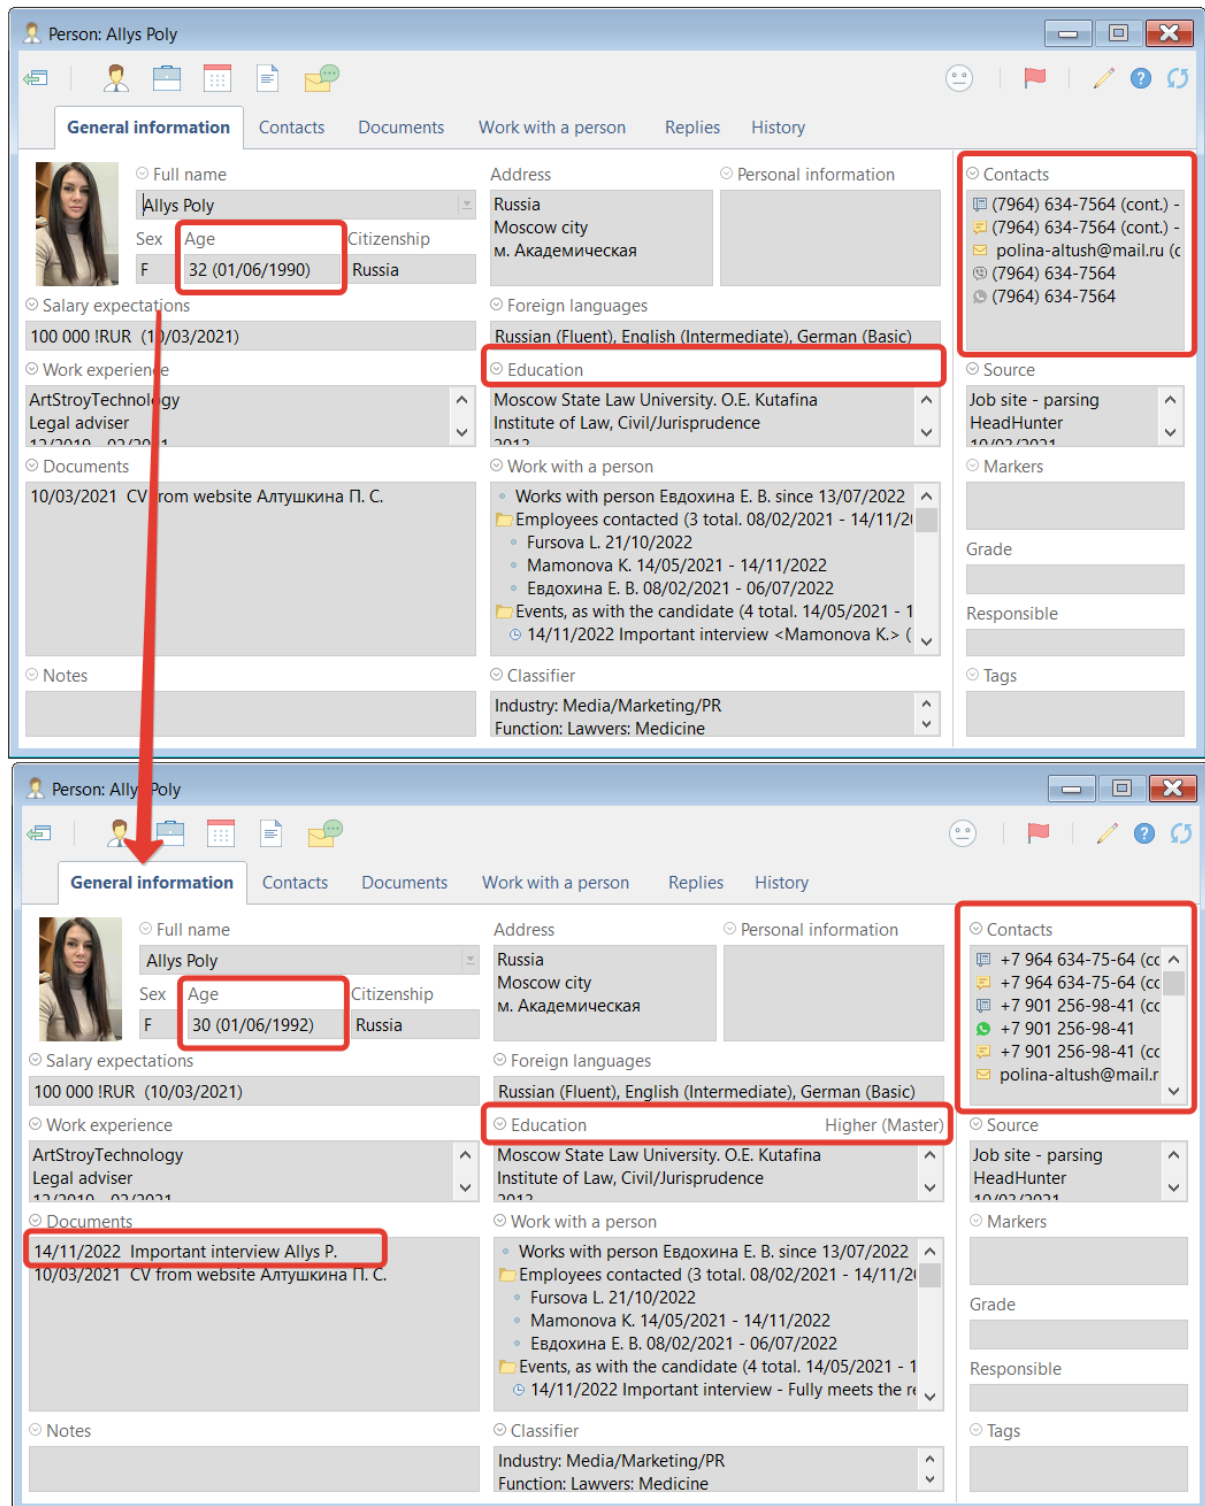 Person: Allys Poly
General information
Contacts
Documents
Work with a person
Replies
History
Full name
Allys Poly
Sex
Age
Citizenship
F
32 (01/06/1990)
Russia
Address
Russia
Moscow city
м. Академическая
Personal information
Contacts
(7964) 634-7564 (cont.) -
(7964) 634-7564 (cont.) -
polina-altush@mail.ru (c
(7964) 634-7564
(7964) 634-7564
Salary expectations
100 000 !RUR (10/03/2021)
Foreign languages
Russian (Fluent), English (Intermediate), German (Basic)
Work experience
ArtStroyTechnology
Legal adviser
12/2019 - 02/2021
Education
Moscow State Law University. O.E. Kutafina
Institute of Law, Civil/Jurisprudence
2013
Source
Job site - parsing
HeadHunter
10/03/2021
Documents
10/03/2021 CV from website Алтушкина П. С.
Work with a person
Works with person Евдохина Е. В. since 13/07/2022
Employees contacted (3 total. 08/02/2021 - 14/11/2
Fursova L. 21/10/2022
Mamonova K. 14/05/2021 - 14/11/2022
Евдохина Е. В. 08/02/2021 - 06/07/2022
Events, as with the candidate (4 total. 14/05/2021 - 1
14/11/2022 Important interview <Mamonova K.> (
Markers
Grade
Responsible
Notes
Classifier
Industry: Media/Marketing/PR
Function: Lawyers: Medicine
Tags
Person: Allys Poly
General information
Contacts
Documents
Work with a person
Replies
History
Full name
Allys Poly
Sex
Age
Citizenship
F
30 (01/06/1992)
Russia
Address
Russia
Moscow city
м. Академическая
Personal information
Contacts
+7 964 634-75-64 (cc
+7 964 634-75-64 (cc
+7 901 256-98-41 (cc
+7 901 256-98-41
+7 901 256-98-41 (cc
polina-altush@mail.r
Salary expectations
100 000 !RUR (10/03/2021)
Foreign languages
Russian (Fluent), English (Intermediate), German (Basic)
Work experience
ArtStroyTechnology
Legal adviser
12/2019 - 02/2021
Education Higher (Master)
Moscow State Law University. O.E. Kutafina
Institute of Law, Civil/Jurisprudence
2013
Source
Job site - parsing
HeadHunter
10/03/2021
Documents
14/11/2022 Important interview Allys P.
10/03/2021 CV from website Алтушкина П. С.
Work with a person
Works with person Евдохина Е. В. since 13/07/2022
Employees contacted (3 total. 08/02/2021 - 14/11/2
Fursova L. 21/10/2022
Mamonova K. 14/05/2021 - 14/11/2022
Евдохина Е. В. 08/02/2021 - 06/07/2022
Events, as with the candidate (4 total. 14/05/2021 - 1
14/11/2022 Important interview - Fully meets the re
Markers
Grade
Responsible
Notes
Classifier
Industry: Media/Marketing/PR
Function: Lawyers: Medicine
Tags